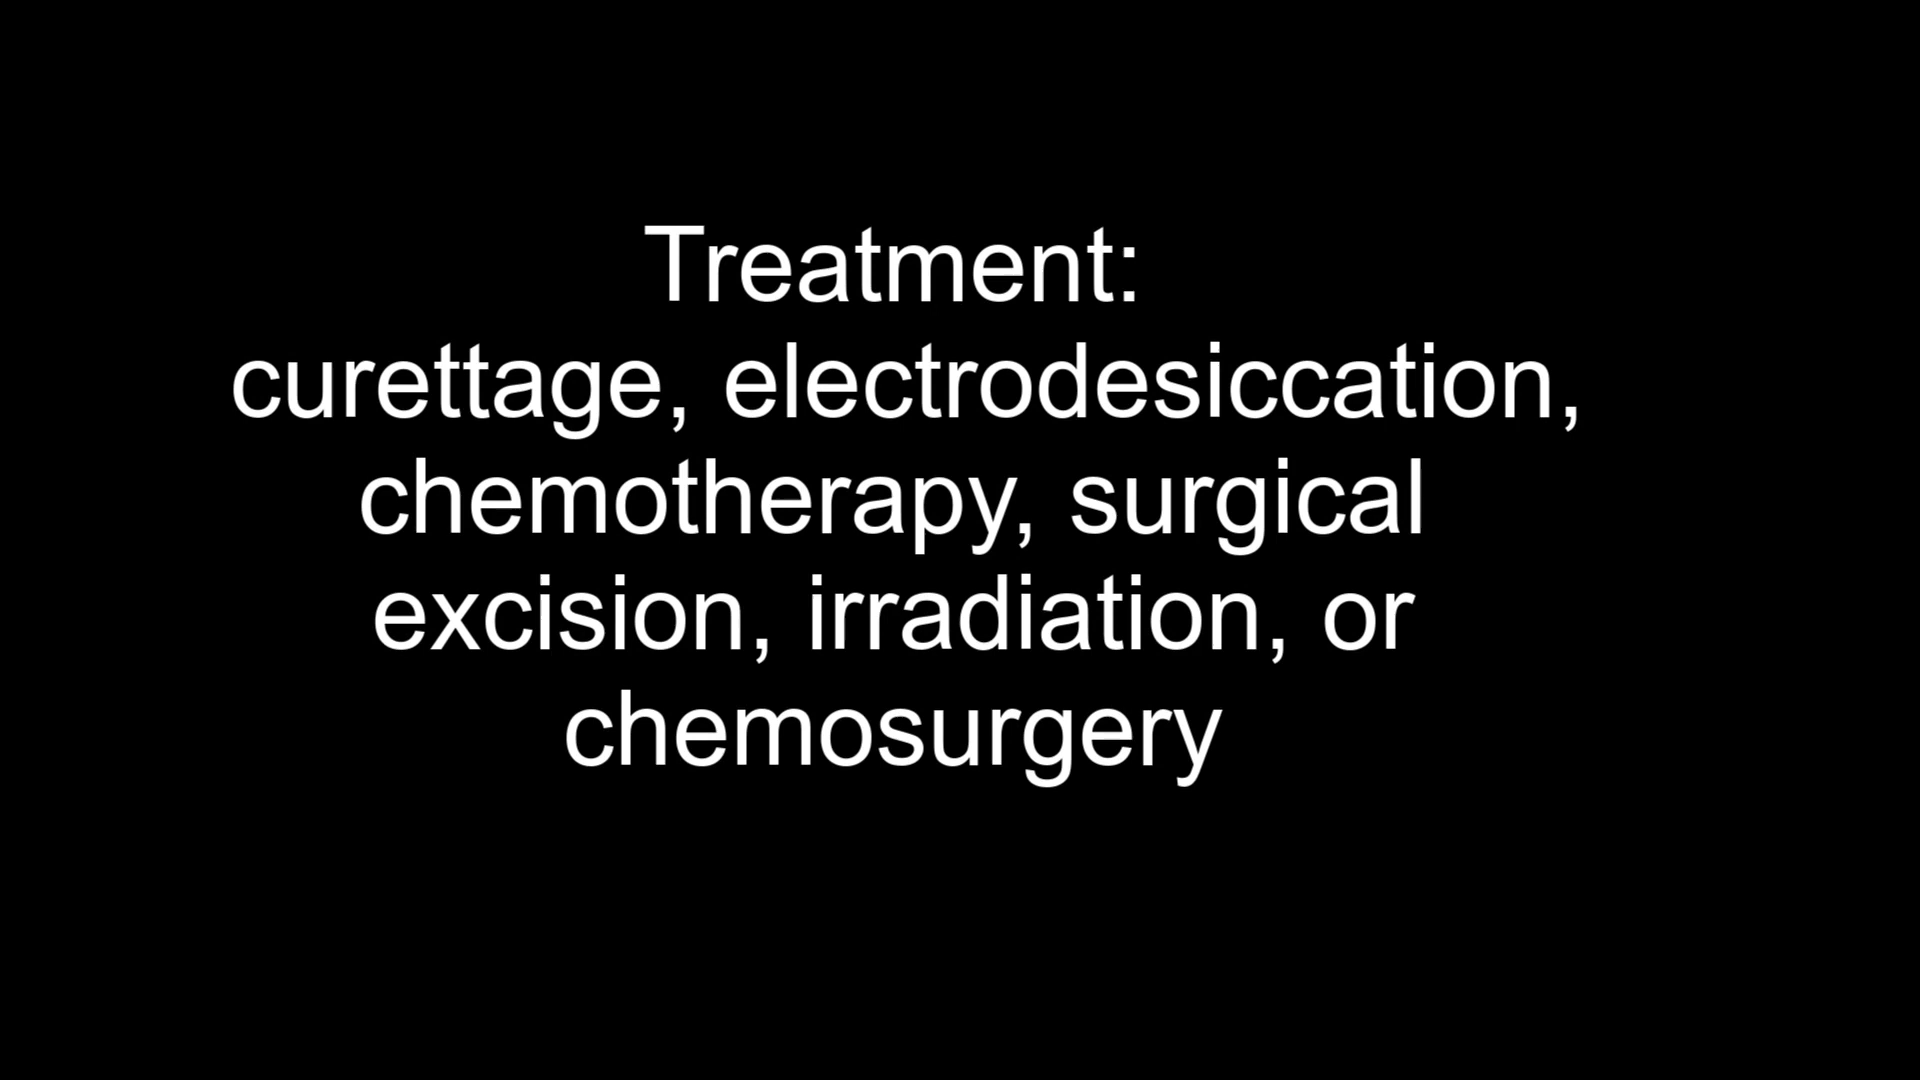 Treatment:
curettage, electrodesiccation,
chemotherapy, surgical
excision, irradiation, or
chemosurgery